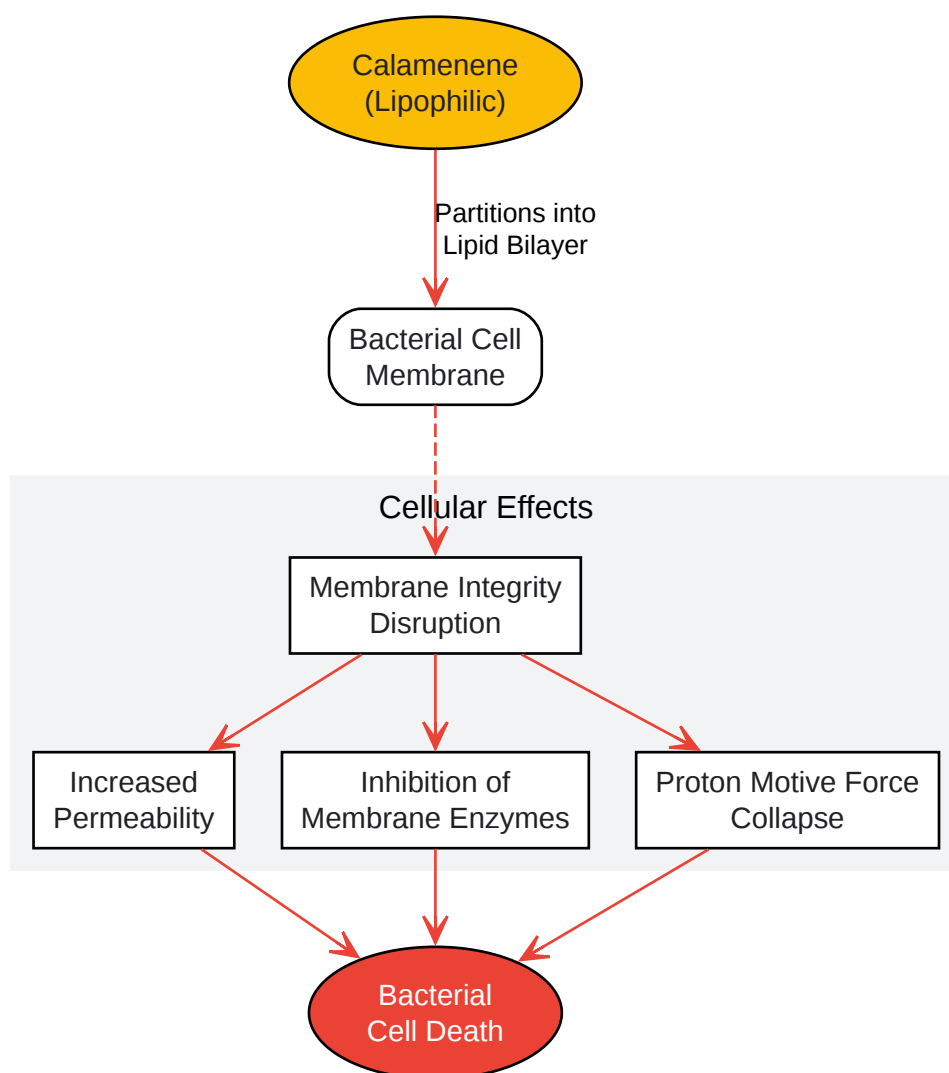 Calamenene
(Lipophilic)
Partitions into
Lipid Bilayer
Bacterial Cell
Membrane
Cellular Effects
Membrane Integrity
Disruption
Increased
Permeability
Inhibition of
Membrane Enzymes
Proton Motive Force
Collapse
Bacterial
Cell Death